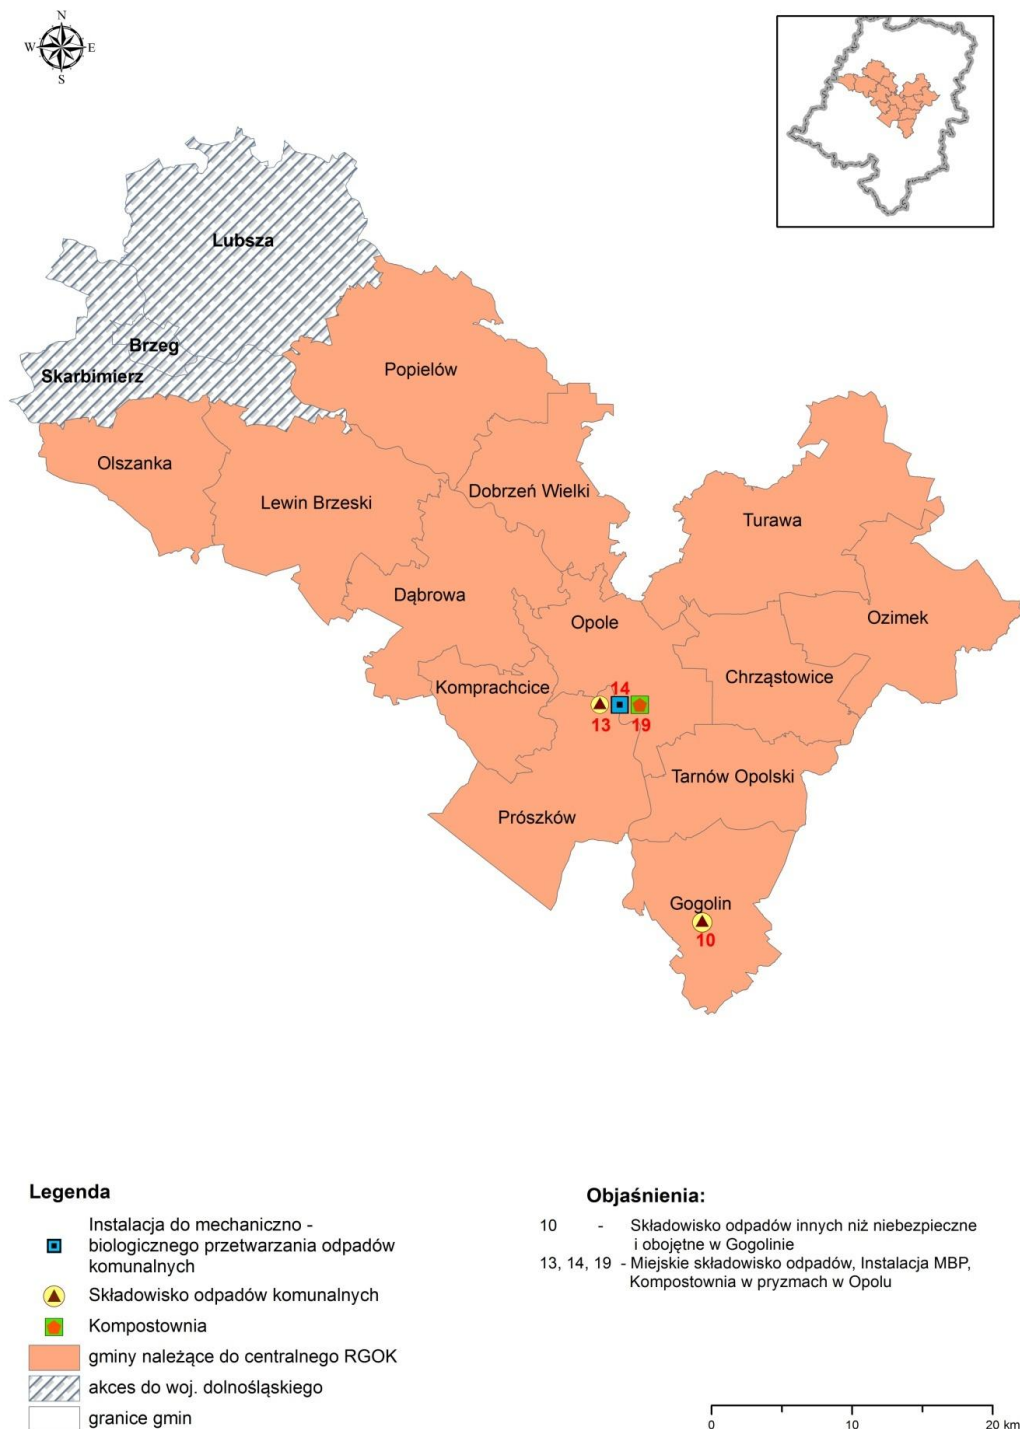 N
W E
S
Lubsza
Brzeg
Skarbimierz
Popielów
Olszanka
Lewin Brzeski
Dobrzeń Wielki
Turawa
Dąbrowa
Opole
Ozimek
Komprachcice
Chrząstowice
14
13 19
Tarnów Opolski
Prószków
Gogolin
10
Legenda
Instalacja do mechaniczno -
biologicznego przetwarzania odpadów
komunalnych
Składowisko odpadów komunalnych
Kompostownia
gminy należące do centralnego RGOK
akces do woj. dolnośląskiego
granice gmin
Objaśnienia:
10 - Składowisko odpadów innych niż niebezpieczne
i obojętne w Gogolinie
13, 14, 19 - Miejskie składowisko odpadów, Instalacja MBP,
Kompostownia w pryzmach w Opolu
0 10 20 km